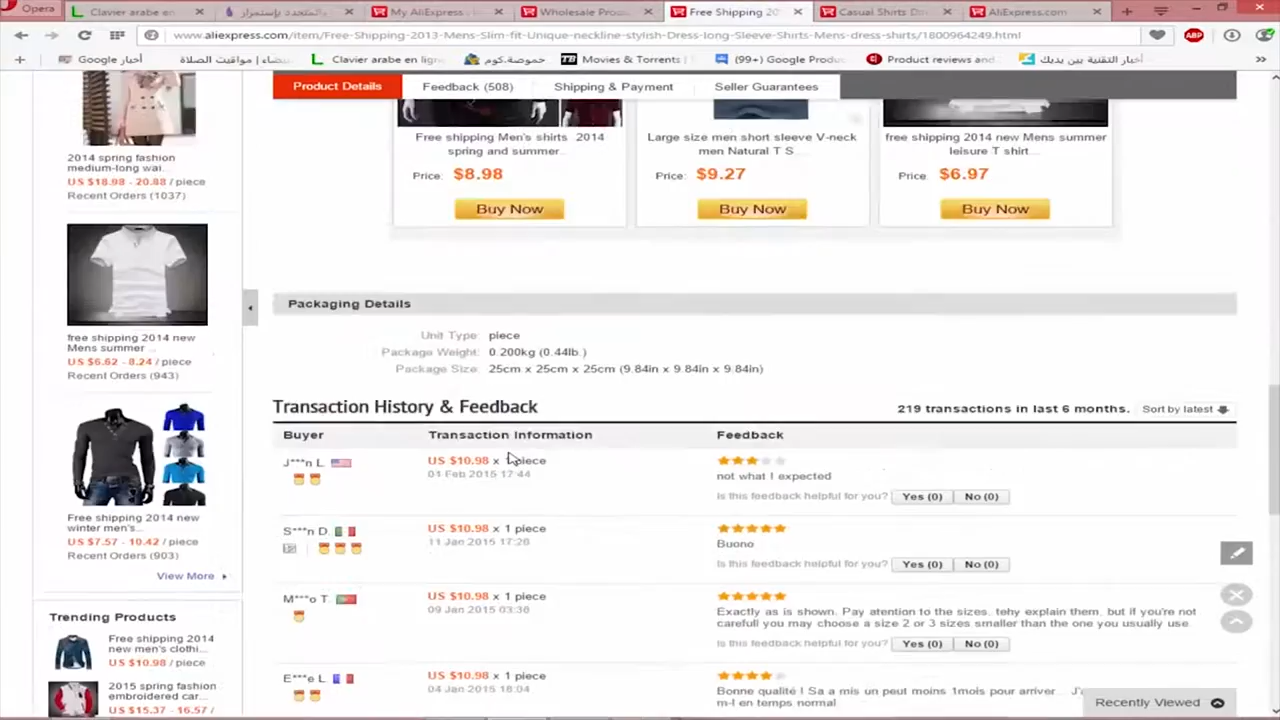 Opera
Clavier arabe en
والمتجدد بإستمرار
My AliExpress
Wholesale Produ
Free Shipping 20
Casual Shirts Di
AliExpress.com
www.aliexpress.com/item/Free-Shipping-2013-Mens-Slim-fit-Unique-neckline-stylish-Dress-long-Sleeve-Shirts-Mens-dress-shirts/1800964249.html
ABP
أخبار Google
بيضاء | مواقيت الصلاة
Clavier arabe en lign
حموصة.كوم
Movies & Torrents |
(99+) Google Produ
Product reviews and
أخبار التقنية بين يديك
»
Product Details
Feedback (508)
Shipping & Payment
Seller Guarantees
2014 spring fashion
medium-long wai...
US $18.98 - 20.88 / piece
Recent Orders (1037)
free shipping 2014 new
Mens summer ...
US $6.62 - 8.24 / piece
Recent Orders (943)
Free shipping 2014 new
winter men's...
US $7.57 - 10.42 / piece
Recent Orders (903)
View More
Trending Products
Free shipping 2014
new men's clothi...
US $10.98 / piece
2015 spring fashion
embroidered car...
US $15.37 - 16.57 /
Free shipping Men's shirts 2014
spring and summer...
Price: $8.98
Buy Now
Large size men short sleeve V-neck
men Natural T S...
Price: $9.27
Buy Now
free shipping 2014 new Mens summer
leisure T shirt...
Price: $6.97
Buy Now
Packaging Details
Unit Type: piece
Package Weight: 0.200kg (0.44lb.)
Package Size: 25cm x 25cm x 25cm (9.84in x 9.84in x 9.84in)
Transaction History & Feedback
219 transactions in last 6 months.
Sort by latest
Buyer
Transaction Information
Feedback
J***n L.
US $10.98 x 1 piece
01 Feb 2015 17:44
not what I expected
Is this feedback helpful for you? Yes (0) No (0)
S***n D.
US $10.98 x 1 piece
11 Jan 2015 17:26
Buono
Is this feedback helpful for you? Yes (0) No (0)
M***o T.
US $10.98 x 1 piece
09 Jan 2015 03:36
Exactly as is shown. Pay atention to the sizes, tehy explain them, but if you're not
carefull you may choose a size 2 or 3 sizes smaller than the one you usually use
Is this feedback helpful for you? Yes (0) No (0)
E***e L.
US $10.98 x 1 piece
04 Jan 2015 18:04
Bonne qualité ! Sa a mis un peut moins 1mois pour arriver...
m-l en temps normal
Recently Viewed